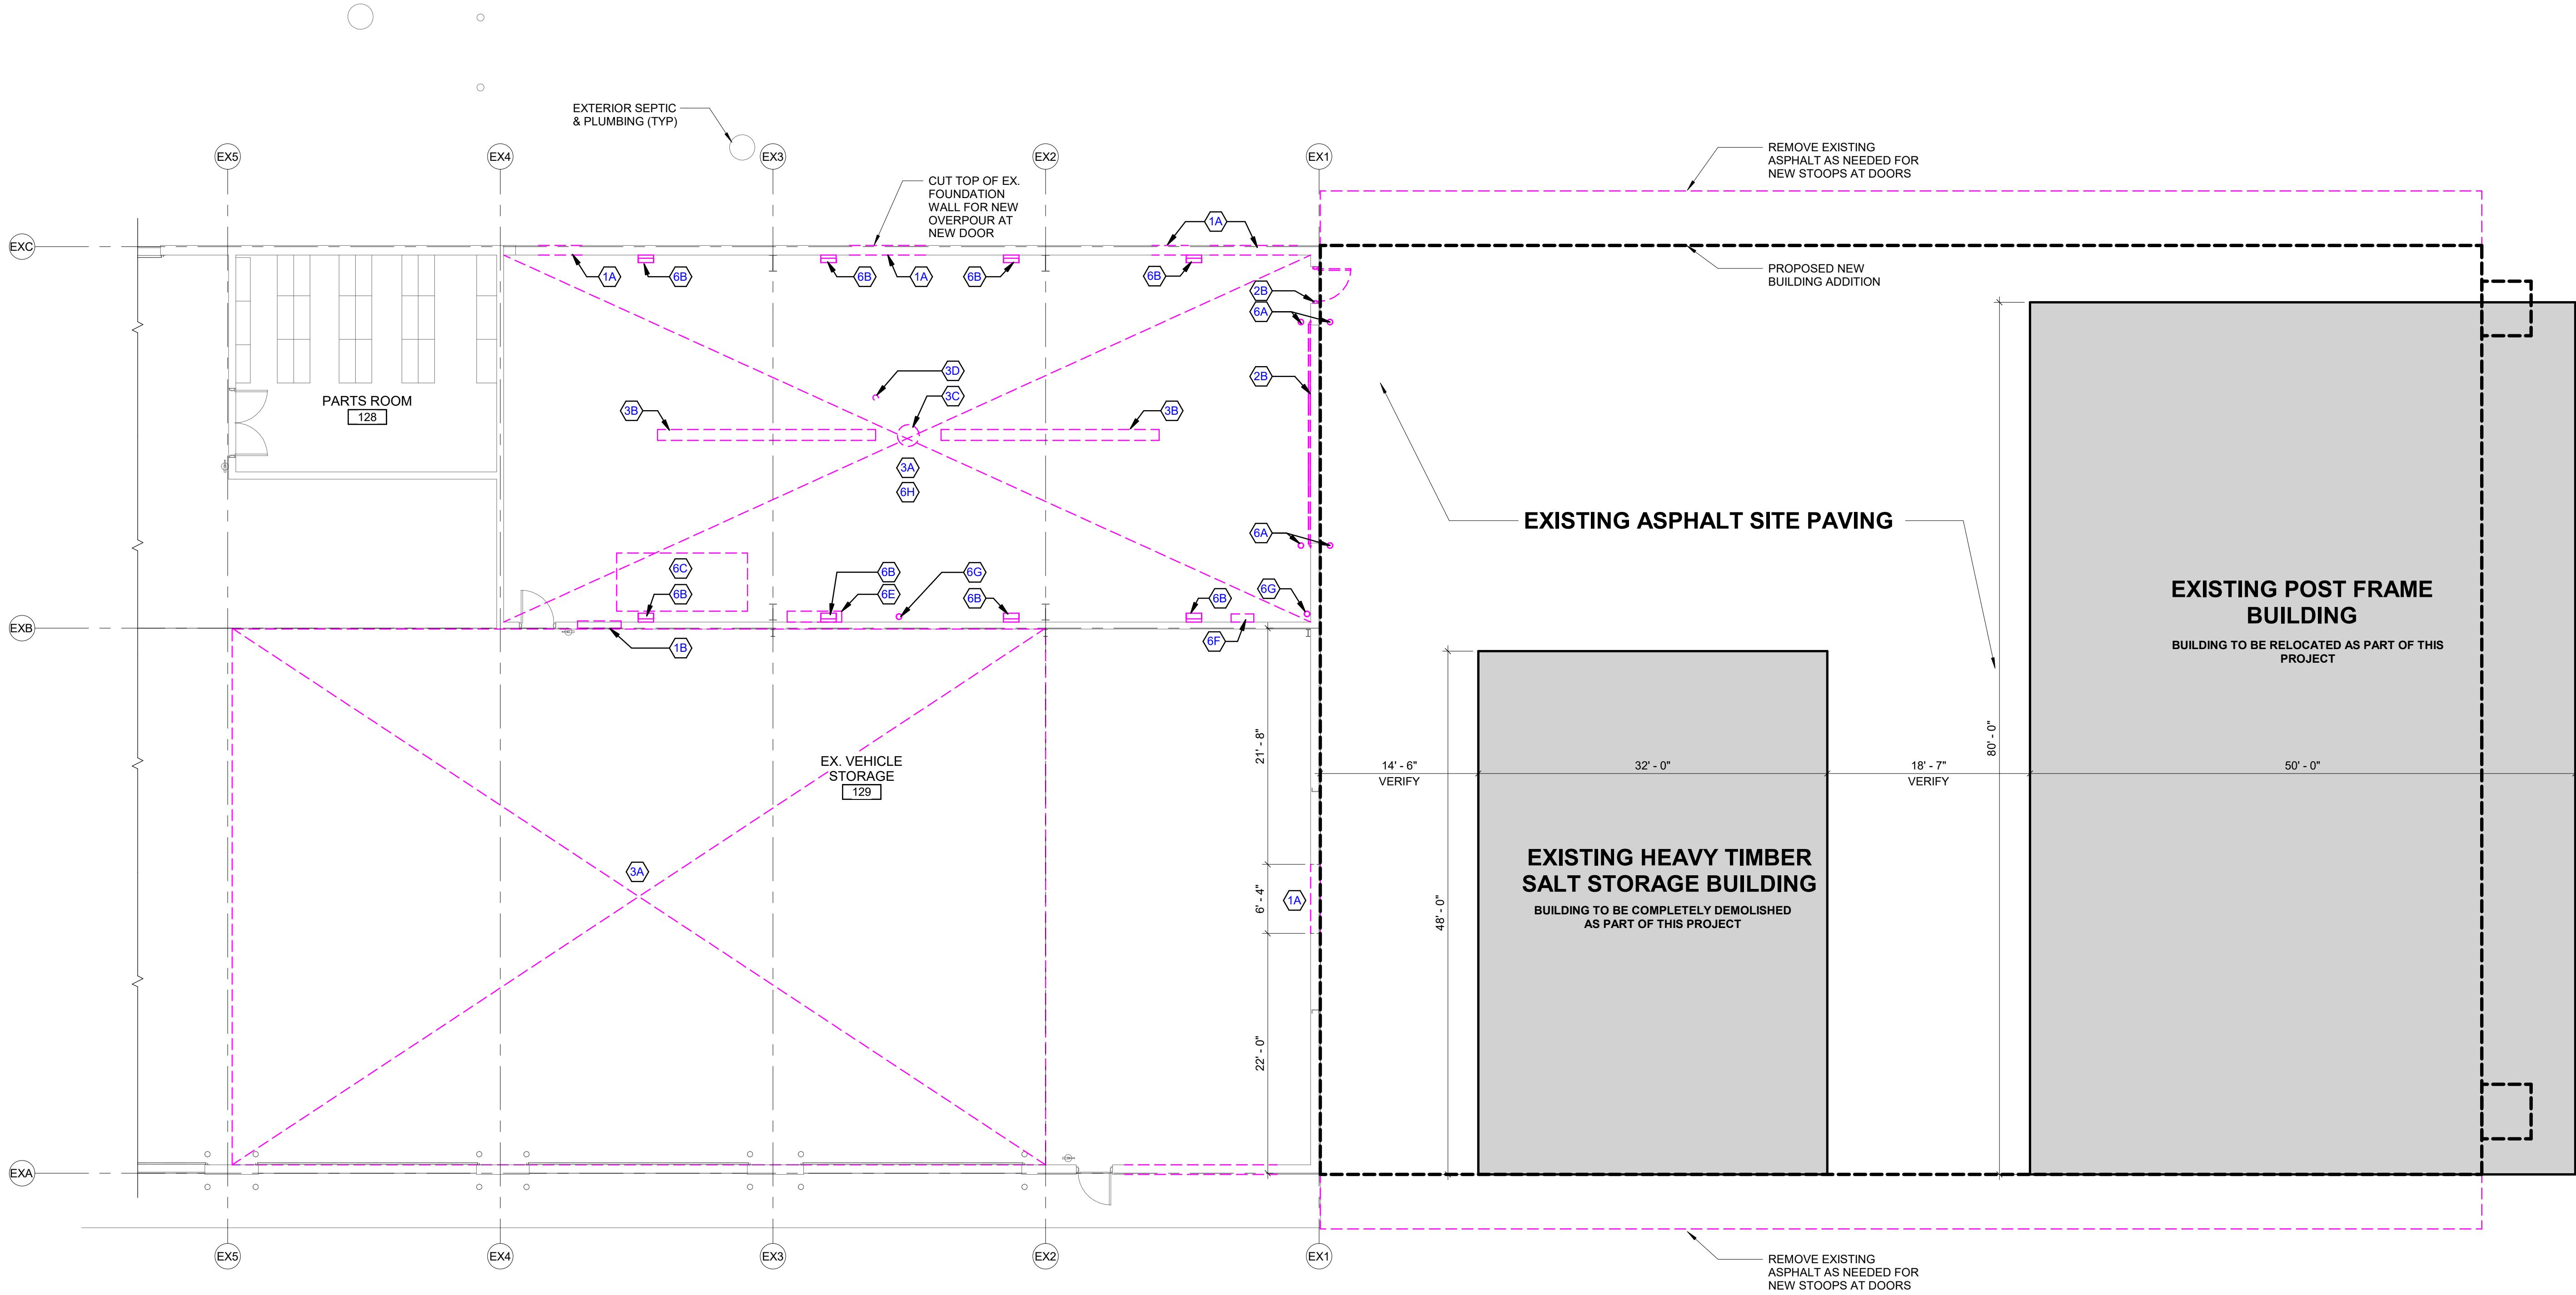 EXTERIOR SEPTIC
& PLUMBING (TYP)
EX5
EX4
EX3
EX2
EX1
REMOVE EXISTING
ASPHALT AS NEEDED FOR
NEW STOOPS AT DOORS
CUT TOP OF EX.
FOUNDATION
WALL FOR NEW
OVERPOUR AT
NEW DOOR
1A
EXC
PROPOSED NEW
BUILDING ADDITION
1A
6B
6B
1A
6B
6B
2B
6A
3D
2B
3C
PARTS ROOM
128
3B
3B
3A
6H
EXISTING ASPHALT SITE PAVING
6A
6C
6B
6B
6E
6G
6B
6B
6G
EXISTING POST FRAME
BUILDING
BUILDING TO BE RELOCATED AS PART OF THIS
PROJECT
EXB
1B
6F
21' - 8"
80' - 0"
EX. VEHICLE
STORAGE
129
14' - 6"
VERIFY
32' - 0"
18' - 7"
VERIFY
50' - 0"
3A
6' - 4"
1A
48' - 0"
EXISTING HEAVY TIMBER
SALT STORAGE BUILDING
BUILDING TO BE COMPLETELY DEMOLISHED
AS PART OF THIS PROJECT
22' - 0"
EXA
EX5
EX4
EX3
EX2
EX1
REMOVE EXISTING
ASPHALT AS NEEDED FOR
NEW STOOPS AT DOORS